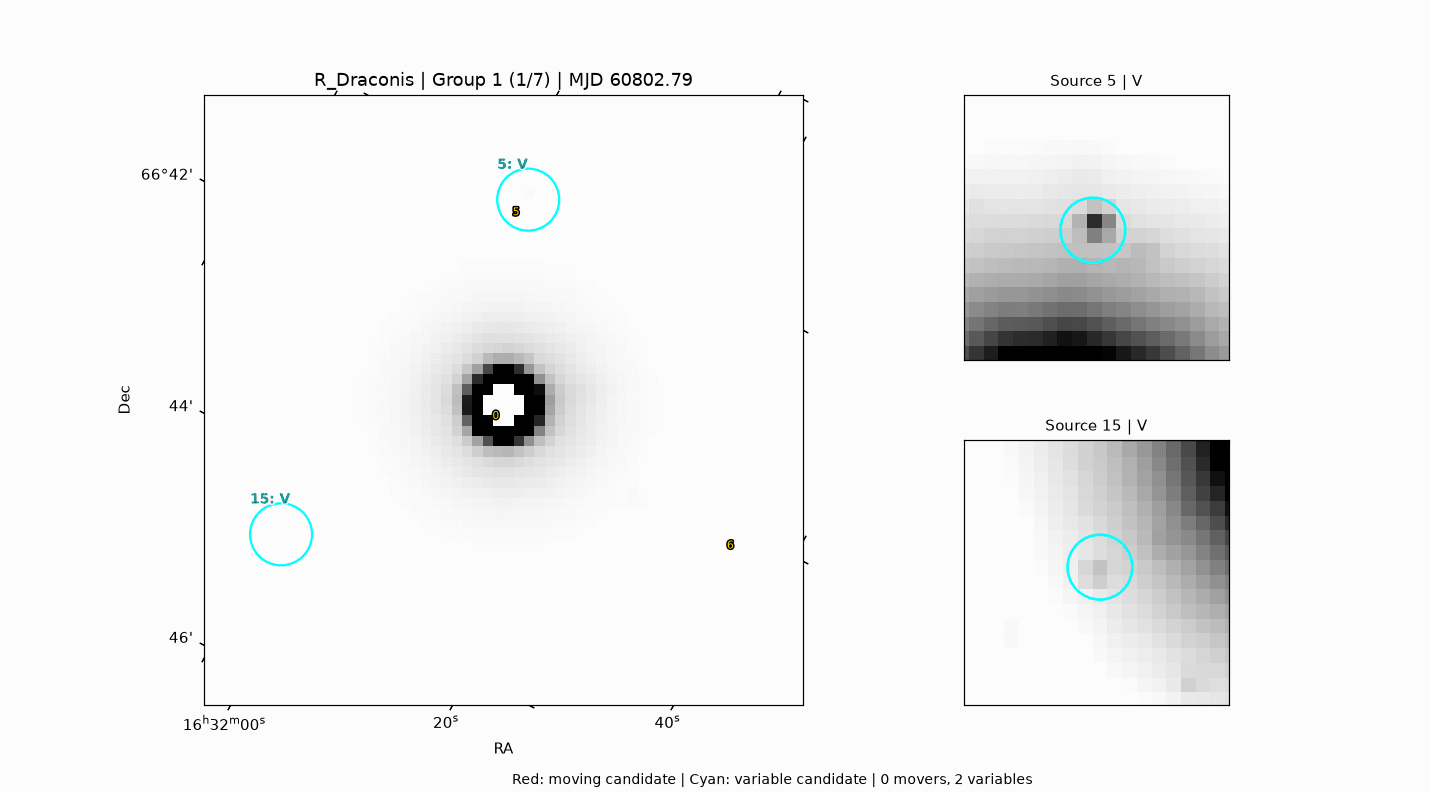 R_Draconis | Group 1 (1/7) | MJD 60802.79
Source 5 | V
5: V
66°42'
5
44'
Dec
0
Source 15 | V
15: V
6
46'
16ʰ32ᵐ00ˢ
20ˢ
40ˢ
RA
Red: moving candidate | Cyan: variable candidate | 0 movers, 2 variables